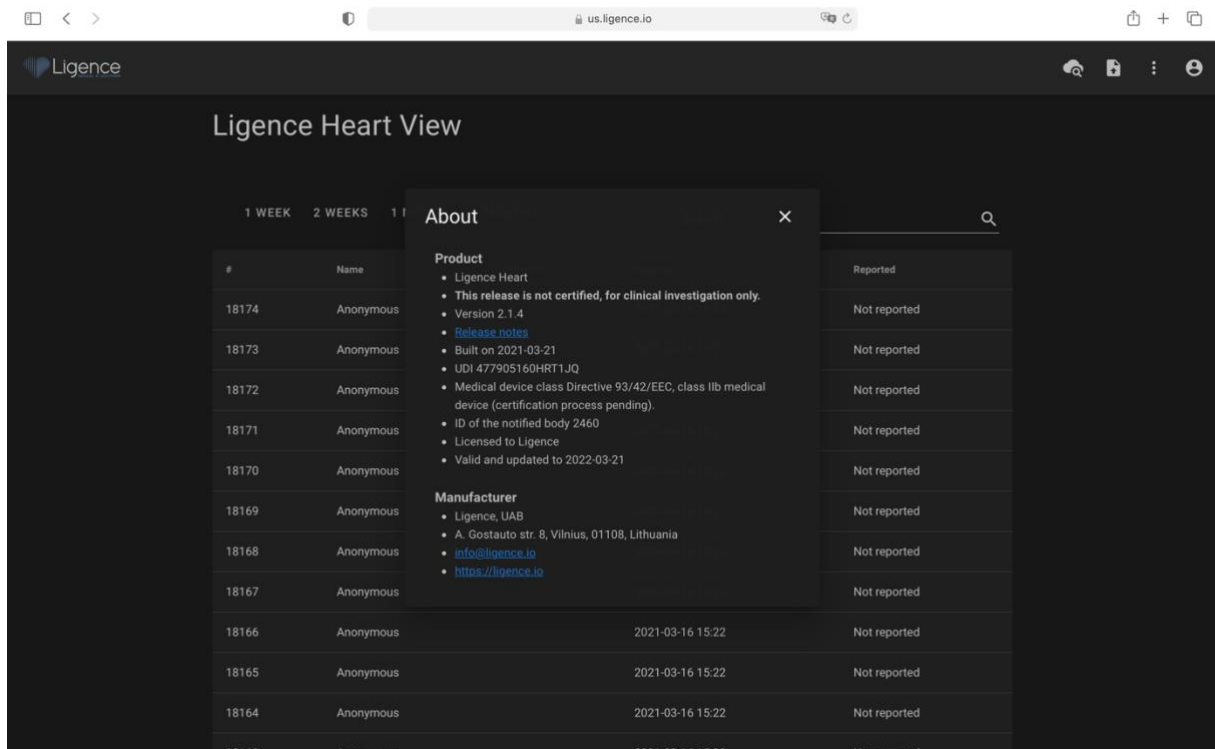 us.ligence.io
Ligence
Ligence Heart View
1 WEEK 2 WEEKS 1
About
# Name Reported
Product
Ligence Heart
This release is not certified, for clinical investigation only.
Version 2.1.4
Release notes
Built on 2021-03-21
UDI 477905160HRT1JQ
Medical device class Directive 93/42/EEC, class IIb medical
device (certification process pending).
ID of the notified body 2460
Licensed to Ligence
Valid and updated to 2022-03-21
Manufacturer
Ligence, UAB
A. Gostauto str. 8, Vilnius, 01108, Lithuania
info@ligence.io
https://ligence.io
18174 Anonymous Not reported
18173 Anonymous Not reported
18172 Anonymous Not reported
18171 Anonymous Not reported
18170 Anonymous Not reported
18169 Anonymous Not reported
18168 Anonymous Not reported
18167 Anonymous Not reported
18166 Anonymous 2021-03-16 15:22 Not reported
18165 Anonymous 2021-03-16 15:22 Not reported
18164 Anonymous 2021-03-16 15:22 Not reported